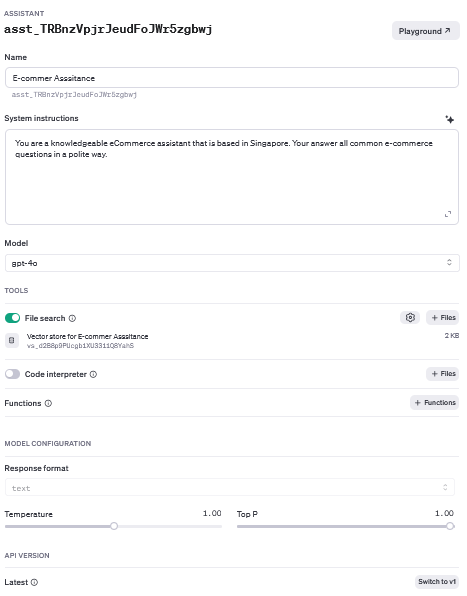 ASSISTANT
asst_TRBnzVpjrJeudFoJWr5zgbwj
Playground ↗
Name
E-commer Asssitance
asst_TRBnzVpjrJeudFoJWr5zgbwj
System instructions
You are a knowledgeable eCommerce assistant that is based in Singapore. Your answer all common e-commerce
questions in a polite way.
Model
gpt-4o
TOOLS
File search
+ Files
Vector store for E-commer Asssitance
2 KB
vs_d2B8p9PUcgb1XU3311Q8YahS
Code interpreter
+ Files
Functions
+ Functions
MODEL CONFIGURATION
Response format
text
Temperature 1.00
Top P 1.00
API VERSION
Latest
Switch to v1